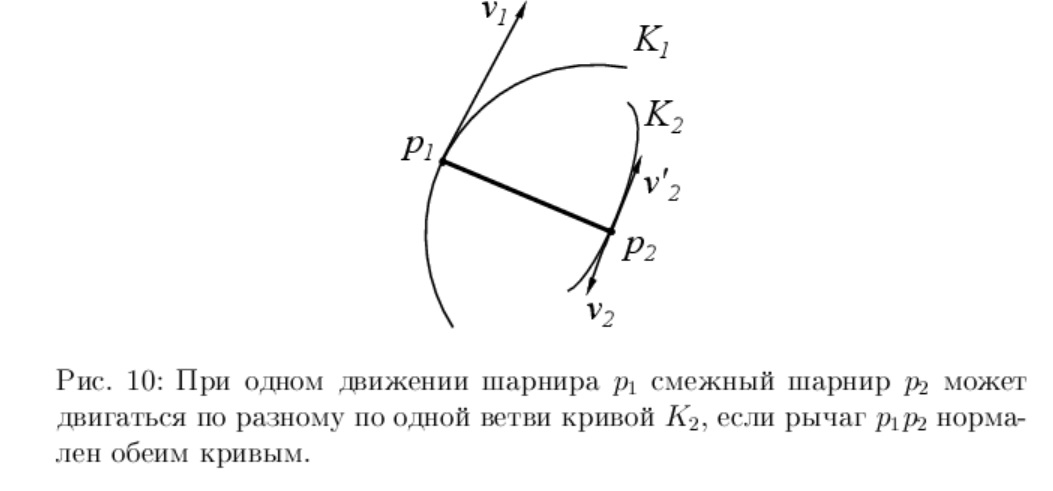 v₁
K₁
K₂
p₁
v'₂
p₂
v₂
Рис. 10: При одном движении шарнира p₁ смежный шарнир p₂ может
двигаться по разному по одной ветви кривой K₂, если рычаг p₁p₂ норма-
лен обеим кривым.